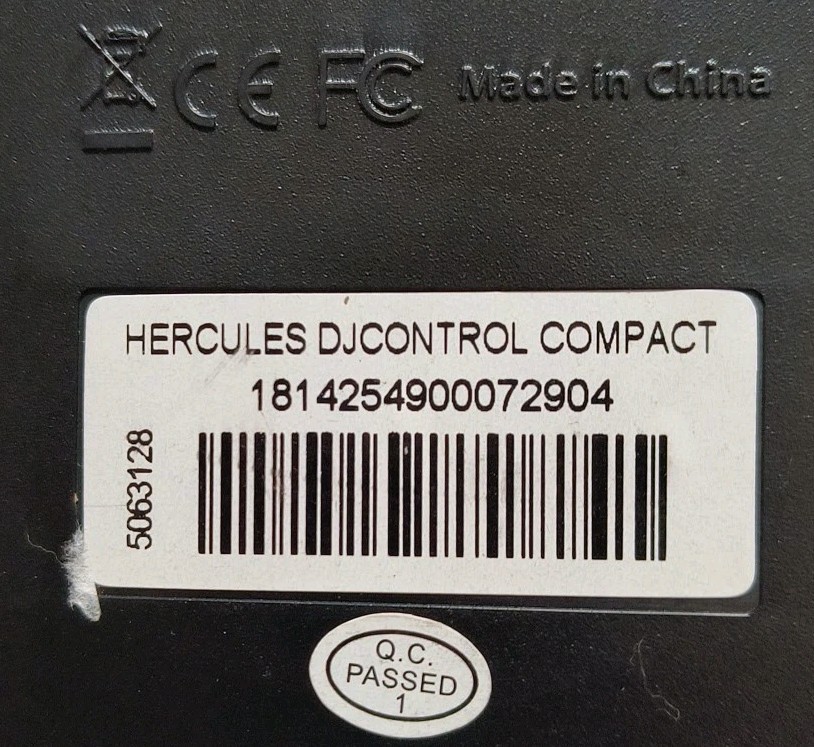 CE FC Made in China
HERCULES DJCONTROL COMPACT
1814254900072904
5063128
Q.C.
PASSED
1